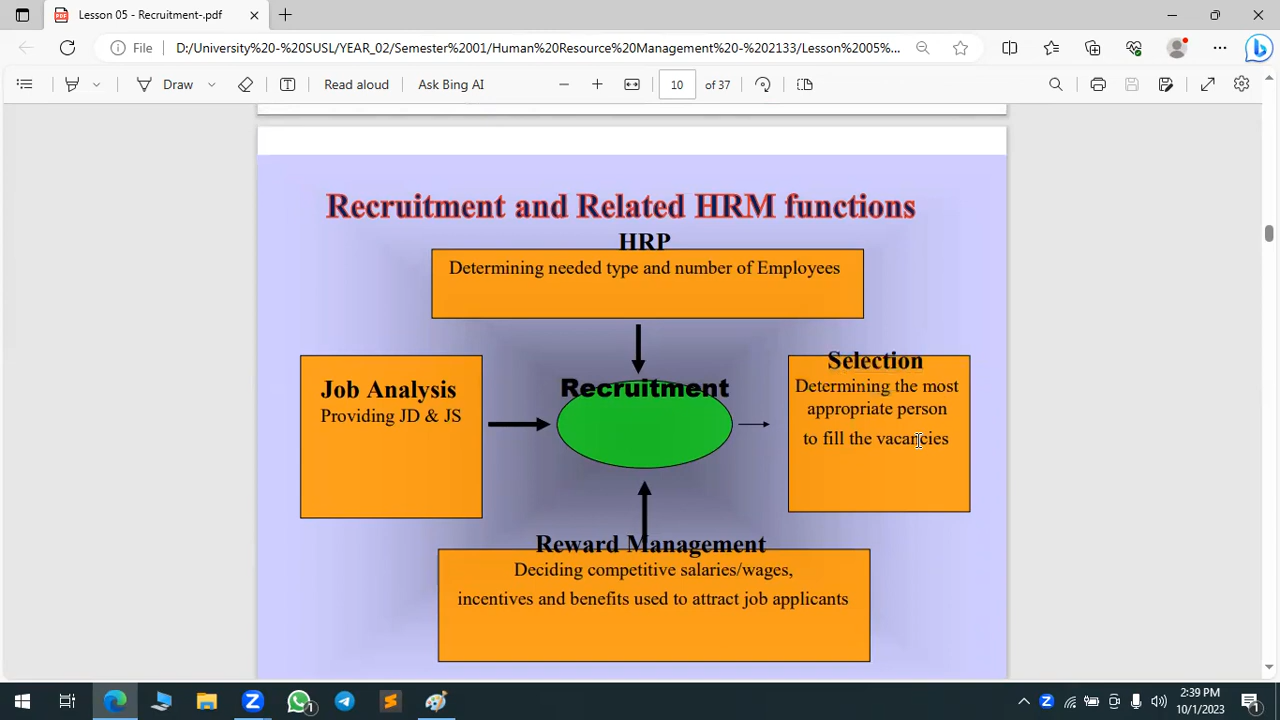 Lesson 05 - Recruitment-.pdf
File
D:/University%20-%20SUSL/YEAR_02/Semester%2001/Human%20Resource%20Management%20-%202133/Lesson%2005%...
Draw
Read aloud
Ask Bing AI
10 of 37
Recruitment and Related HRM functions
HRP
Determining needed type and number of Employees
Job Analysis
Providing JD & JS
Recruitment
Selection
Determining the most
appropriate person
to fill the vacancies
Reward Management
Deciding competitive salaries/wages,
incentives and benefits used to attract job applicants
2:39 PM
10/1/2023
1
1